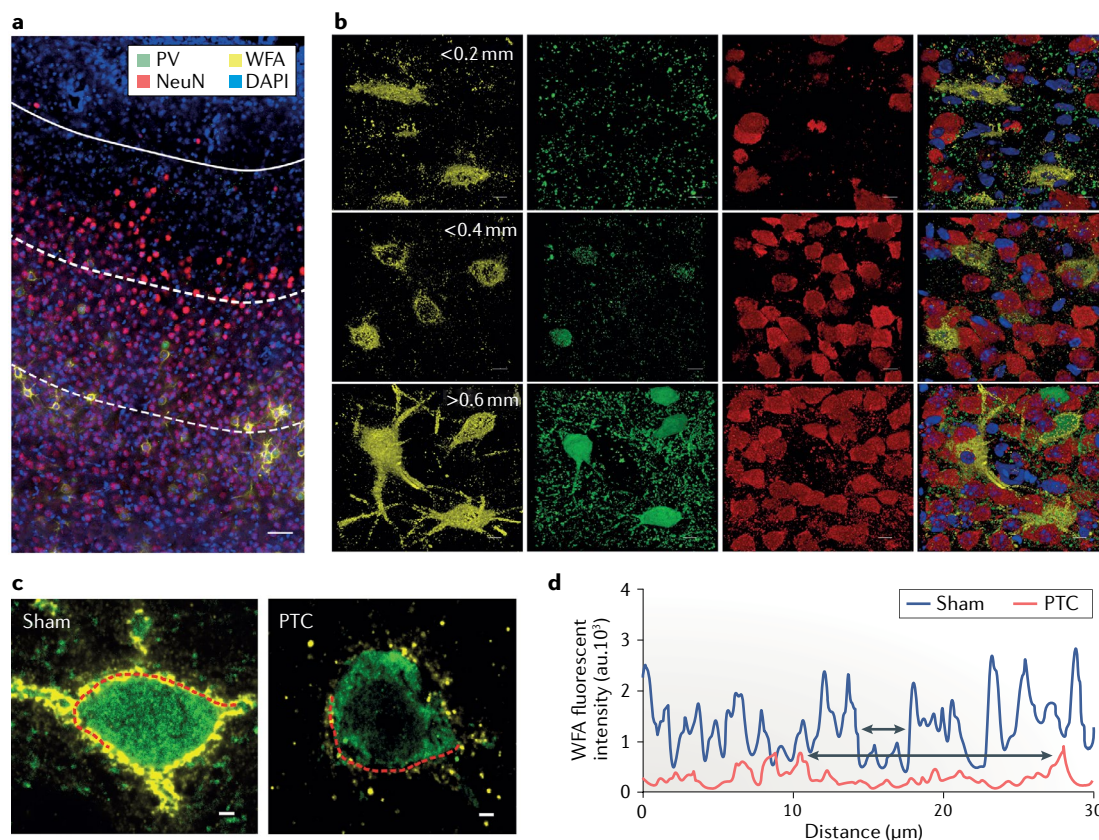 a
PV
WFA
NeuN
DAPI
b
<0.2 mm
<0.4 mm
>0.6 mm
c
Sham
PTC
d
Sham
PTC
WFA fluorescent
intensity (au.10³)
4
3
2
1
0
0
10
20
30
Distance (μm)